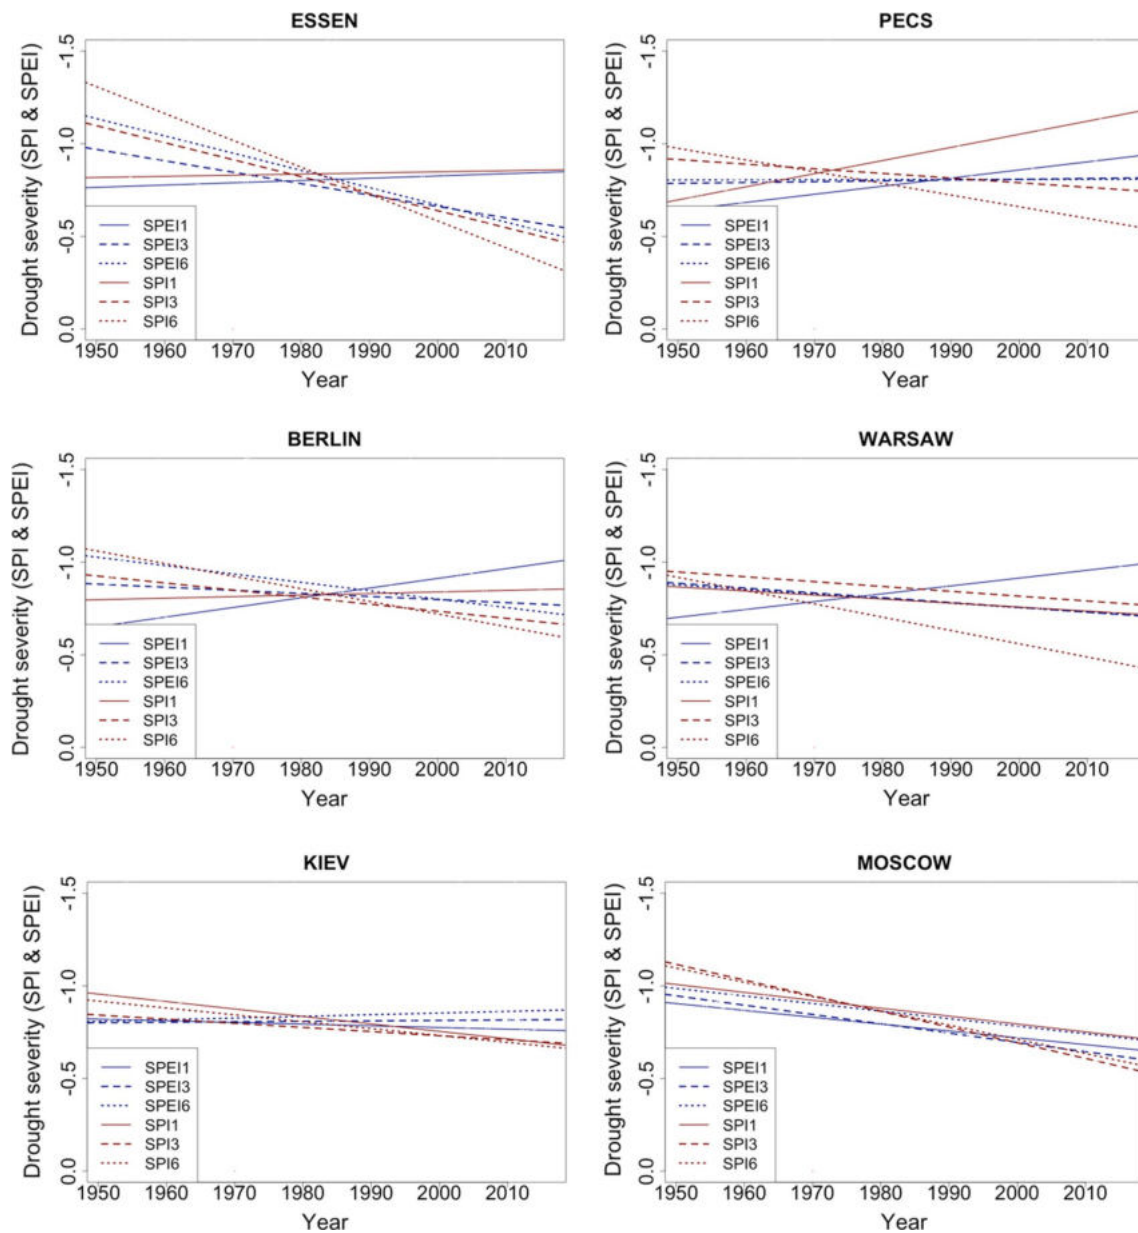 ESSEN
Drought severity (SPI & SPEI)
-1.5
-1.0
-0.5
0.0
SPEI1
SPEI3
SPEI6
SPI1
SPI3
SPI6
1950 1960 1970 1980 1990 2000 2010
Year
PECS
Drought severity (SPI & SPEI)
-1.5
-1.0
-0.5
0.0
SPEI1
SPEI3
SPEI6
SPI1
SPI3
SPI6
1950 1960 1970 1980 1990 2000 2010
Year
BERLIN
Drought severity (SPI & SPEI)
-1.5
-1.0
-0.5
0.0
SPEI1
SPEI3
SPEI6
SPI1
SPI3
SPI6
1950 1960 1970 1980 1990 2000 2010
Year
WARSAW
Drought severity (SPI & SPEI)
-1.5
-1.0
-0.5
0.0
SPEI1
SPEI3
SPEI6
SPI1
SPI3
SPI6
1950 1960 1970 1980 1990 2000 2010
Year
KIEV
Drought severity (SPI & SPEI)
-1.5
-1.0
-0.5
0.0
SPEI1
SPEI3
SPEI6
SPI1
SPI3
SPI6
1950 1960 1970 1980 1990 2000 2010
Year
MOSCOW
Drought severity (SPI & SPEI)
-1.5
-1.0
-0.5
0.0
SPEI1
SPEI3
SPEI6
SPI1
SPI3
SPI6
1950 1960 1970 1980 1990 2000 2010
Year